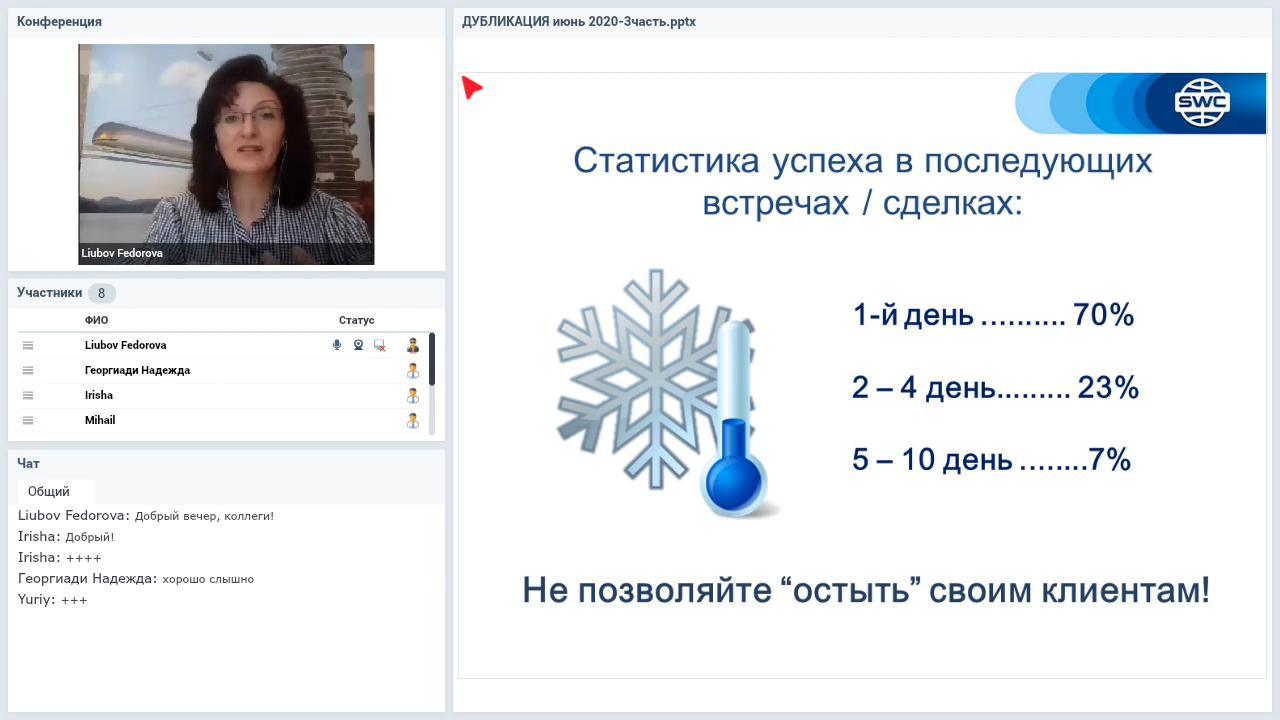 Конференция
Liubov Fedorova
Участники 8
ФИО Статус
Liubov Fedorova
Георгиади Надежда
Irisha
Mihail
Чат
Общий
Liubov Fedorova: Добрый вечер, коллеги!
Irisha: Добрый!
Irisha: ++++
Георгиади Надежда: хорошо слышно
Yuriy: +++
ДУБЛИКАЦИЯ июнь 2020-3часть.pptx
SWC
Статистика успеха в последующих
встречах / сделках:
1-й день .......... 70%
2 – 4 день......... 23%
5 – 10 день ........7%
Не позволяйте “остыть” своим клиентам!